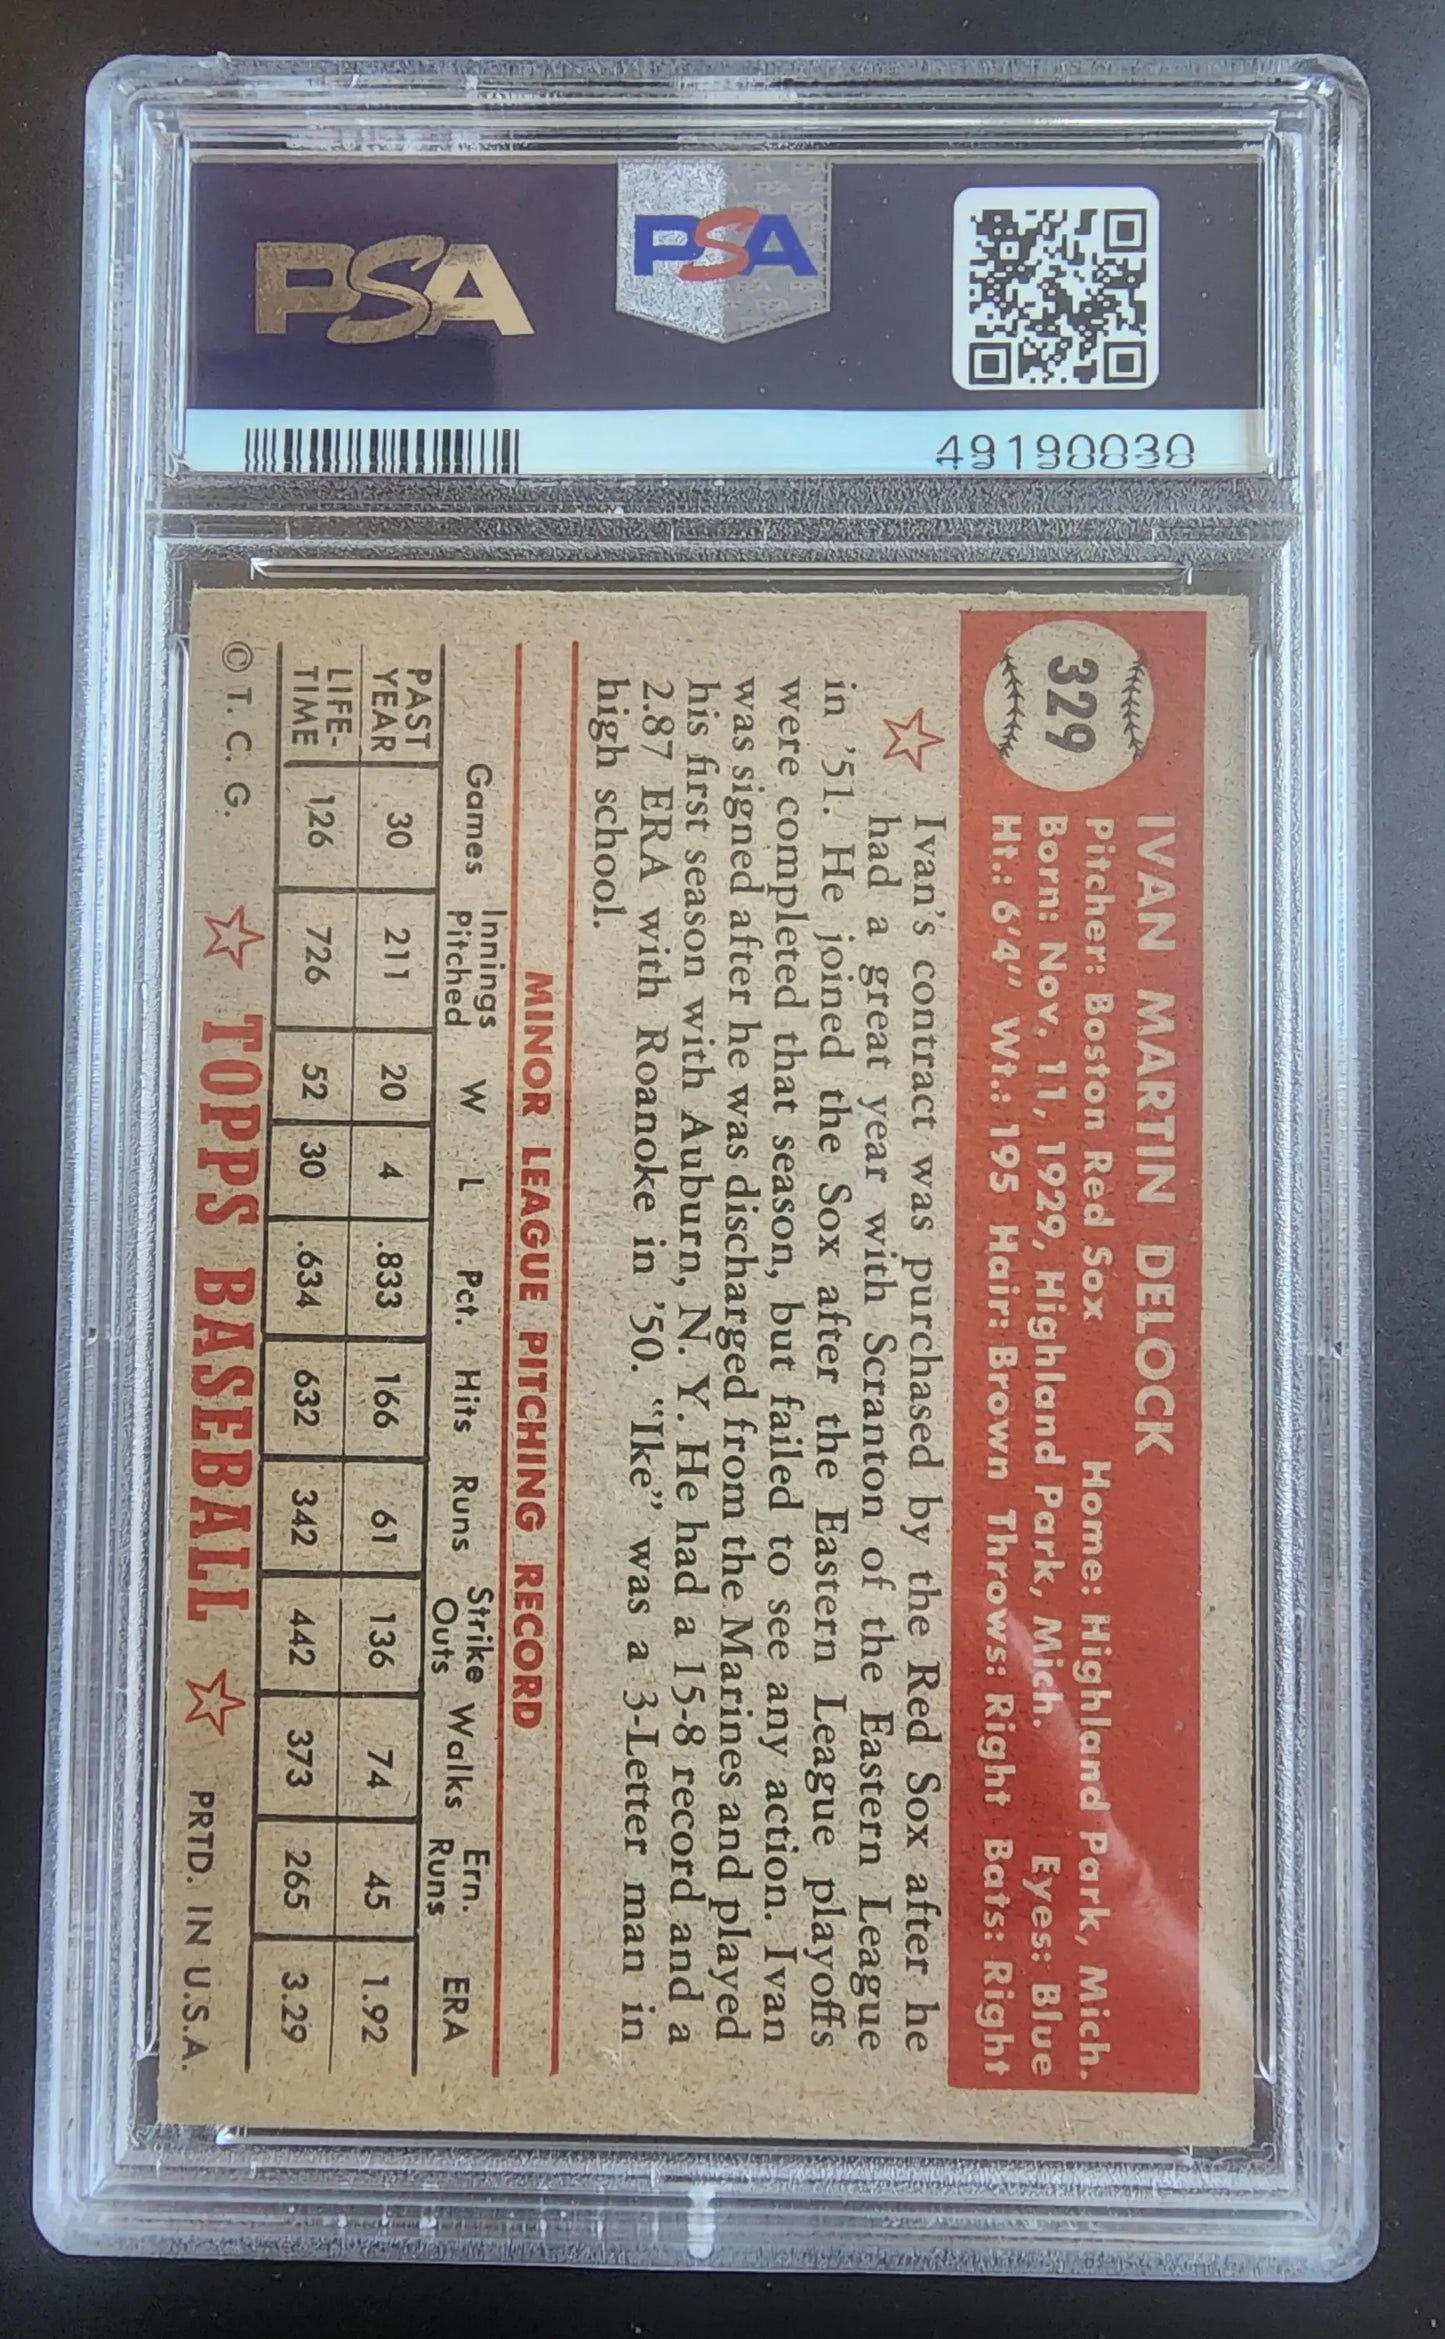 PSA
PSA
49190030
329
IVAN MARTIN DELOCK
Pitcher: Boston Red Sox Home: Highland Park, Mich.
Born: Nov. 11, 1929, Highland Park, Mich. Eyes: Blue
Ht.: 6'4" Wt.: 195 Hair: Brown Throws: Right Bats: Right
Ivan's contract was purchased by the Red Sox after he
had a great year with Scranton of the Eastern League
in '51. He joined the Sox after the Eastern League playoffs
were completed that season, but failed to see any action. Ivan
was signed after he was discharged from the Marines and played
his first season with Auburn, N. Y. He had a 15-8 record and a
2.87 ERA with Roanoke in '50. "Ike" was a 3-Letter man in
high school.
MINOR LEAGUE PITCHING RECORD
Games Innings Pitched W L Pct. Hits Runs Strike Outs Walks Ern. Runs ERA
PAST YEAR 30 211 20 4 .833 166 61 136 74 45 1.92
LIFE-TIME 126 726 52 30 .634 632 342 442 373 265 3.29
© T. C. G. TOPPS BASEBALL PRTD. IN U.S.A.